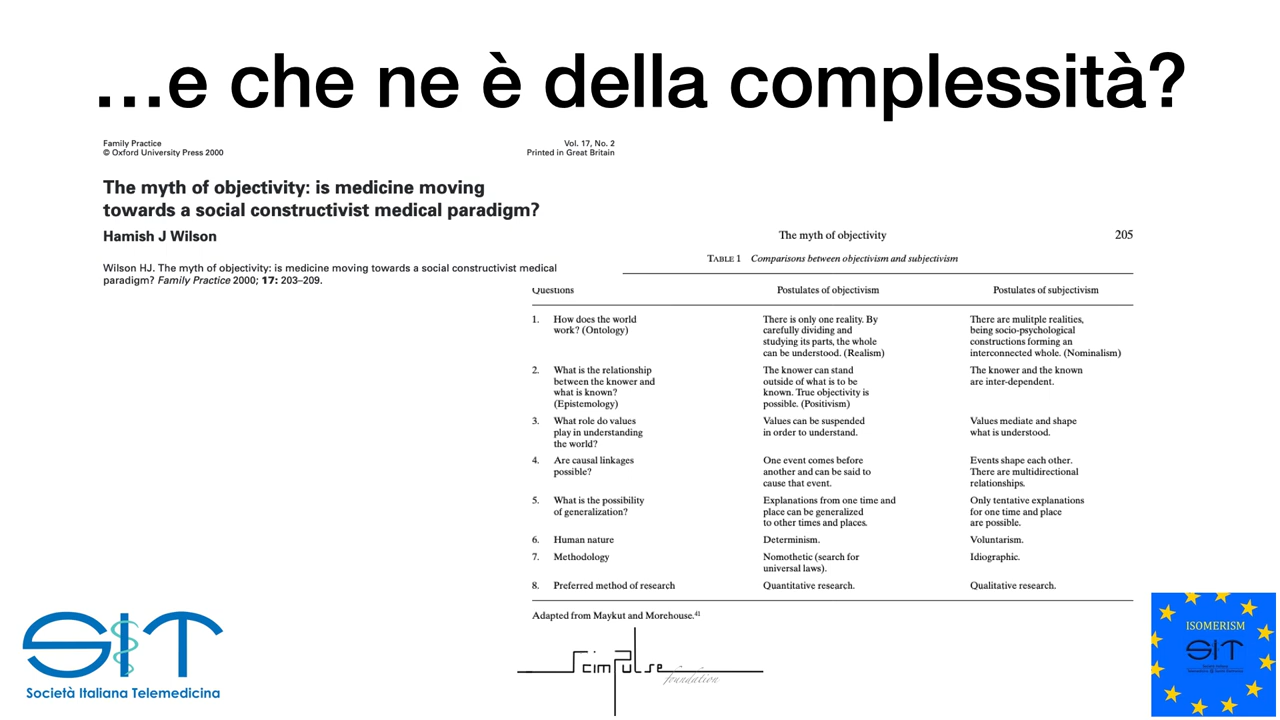 ...e che ne è della complessità?
Family Practice
© Oxford University Press 2000
Vol. 17, No. 2
Printed in Great Britain
The myth of objectivity: is medicine moving
towards a social constructivist medical paradigm?
Hamish J Wilson
Wilson HJ. The myth of objectivity: is medicine moving towards a social constructivist medical
paradigm? Family Practice 2000; 17: 203–209.
The myth of objectivity 205
TABLE 1 Comparisons between objectivism and subjectivism
Questions Postulates of objectivism Postulates of subjectivism
1. How does the world
work? (Ontology)
There is only one reality. By
carefully dividing and
studying its parts, the whole
can be understood. (Realism)
There are mulitple realities,
being socio-psychological
constructions forming an
interconnected whole. (Nominalism)
2. What is the relationship
between the knower and
what is known?
(Epistemology)
The knower can stand
outside of what is to be
known. True objectivity is
possible. (Positivism)
The knower and the known
are inter-dependent.
3. What role do values
play in understanding
the world?
Values can be suspended
in order to understand.
Values mediate and shape
what is understood.
4. Are causal linkages
possible?
One event comes before
another and can be said to
cause that event.
Events shape each other.
There are multidirectional
relationships.
5. What is the possibility
of generalization?
Explanations from one time and
place can be generalized
to other times and places.
Only tentative explanations
for one time and place
are possible.
6. Human nature
Determinism.
Voluntarism.
7. Methodology
Nomothetic (search for
universal laws).
Idiographic.
8. Preferred method of research
Quantitative research.
Qualitative research.
Adapted from Maykut and Morehouse.41
SIT
Società Italiana Telemedicina
Scimpulse
foundation
ISOMERISM
SIT